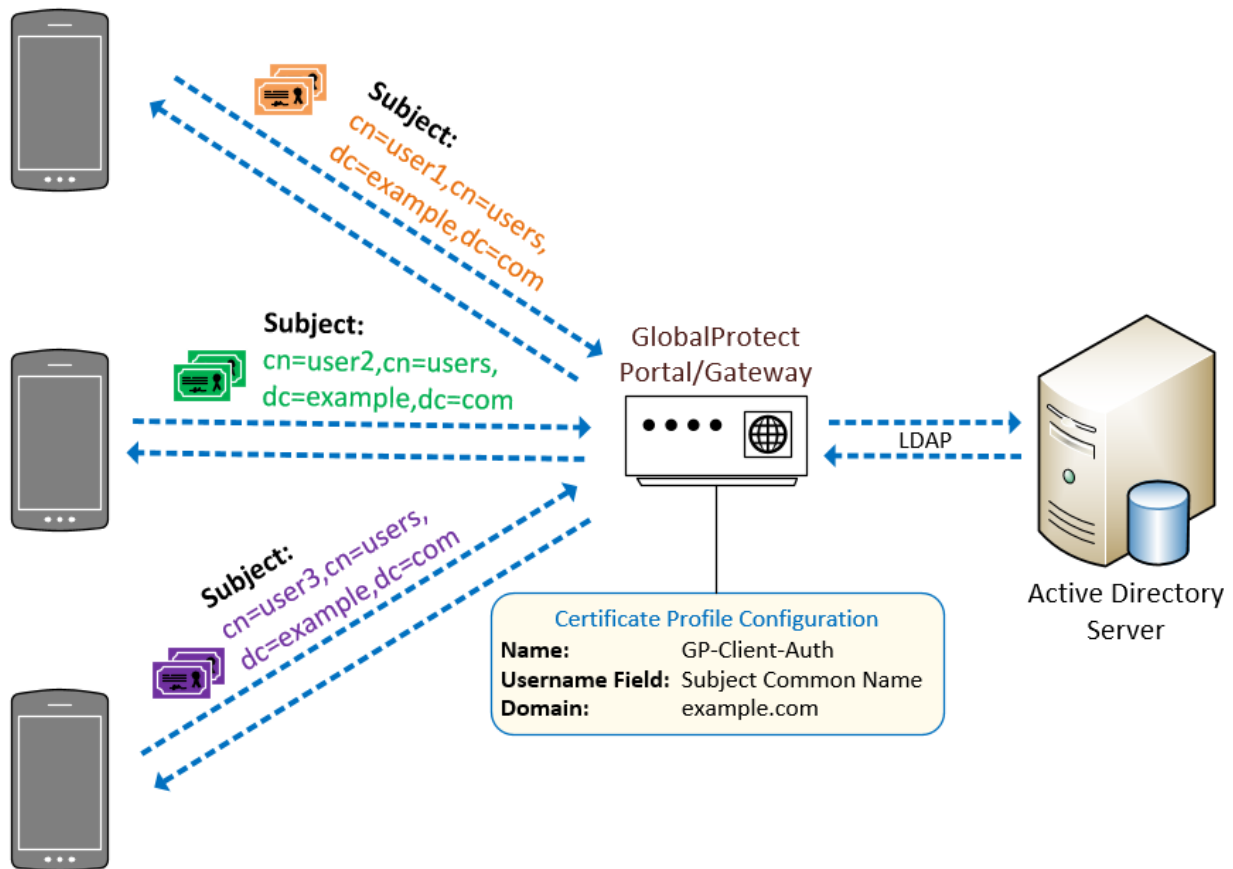 Subject:
cn=user1,cn=users,
dc=example,dc=com
Subject:
cn=user2,cn=users,
dc=example,dc=com
Subject:
cn=user3,cn=users,
dc=example,dc=com
GlobalProtect
Portal/Gateway
LDAP
Active Directory
Server
Certificate Profile Configuration
Name: GP-Client-Auth
Username Field: Subject Common Name
Domain: example.com